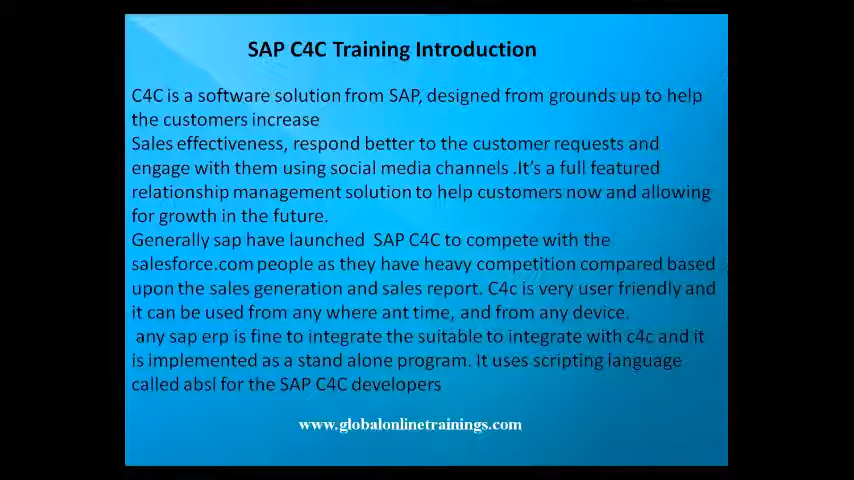 SAP C4C Training Introduction
C4C is a software solution from SAP, designed from grounds up to help
the customers increase
Sales effectiveness, respond better to the customer requests and
engage with them using social media channels .It's a full featured
relationship management solution to help customers now and allowing
for growth in the future.
Generally sap have launched  SAP C4C to compete with the
salesforce.com people as they have heavy competition compared based
upon the sales generation and sales report. C4c is very user friendly and
it can be used from any where ant time, and from any device.
any sap erp is fine to integrate the suitable to integrate with c4c and it
is implemented as a stand alone program. It uses scripting language
called absl for the SAP C4C developers
www.globalonlinetrainings.com